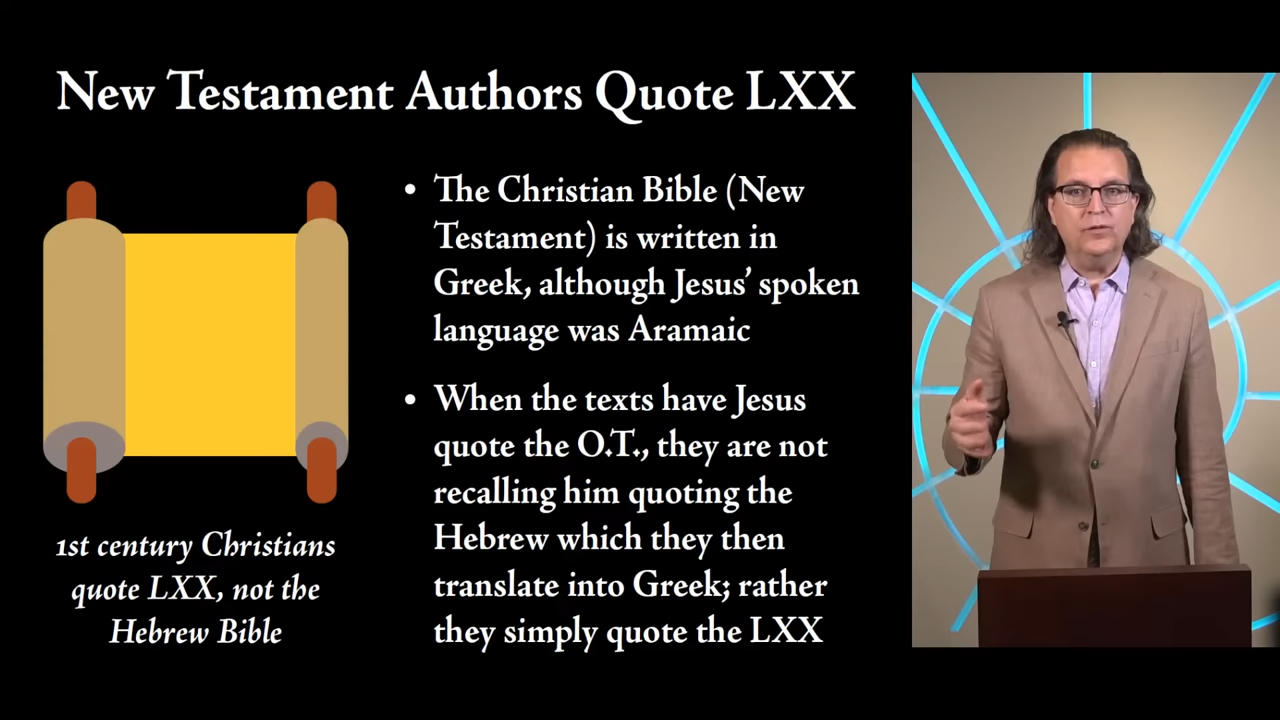 New Testament Authors Quote LXX
• The Christian Bible (New
Testament) is written in
Greek, although Jesus’ spoken
language was Aramaic
• When the texts have Jesus
quote the O.T., they are not
recalling him quoting the
Hebrew which they then
translate into Greek; rather
they simply quote the LXX
1st century Christians
quote LXX, not the
Hebrew Bible